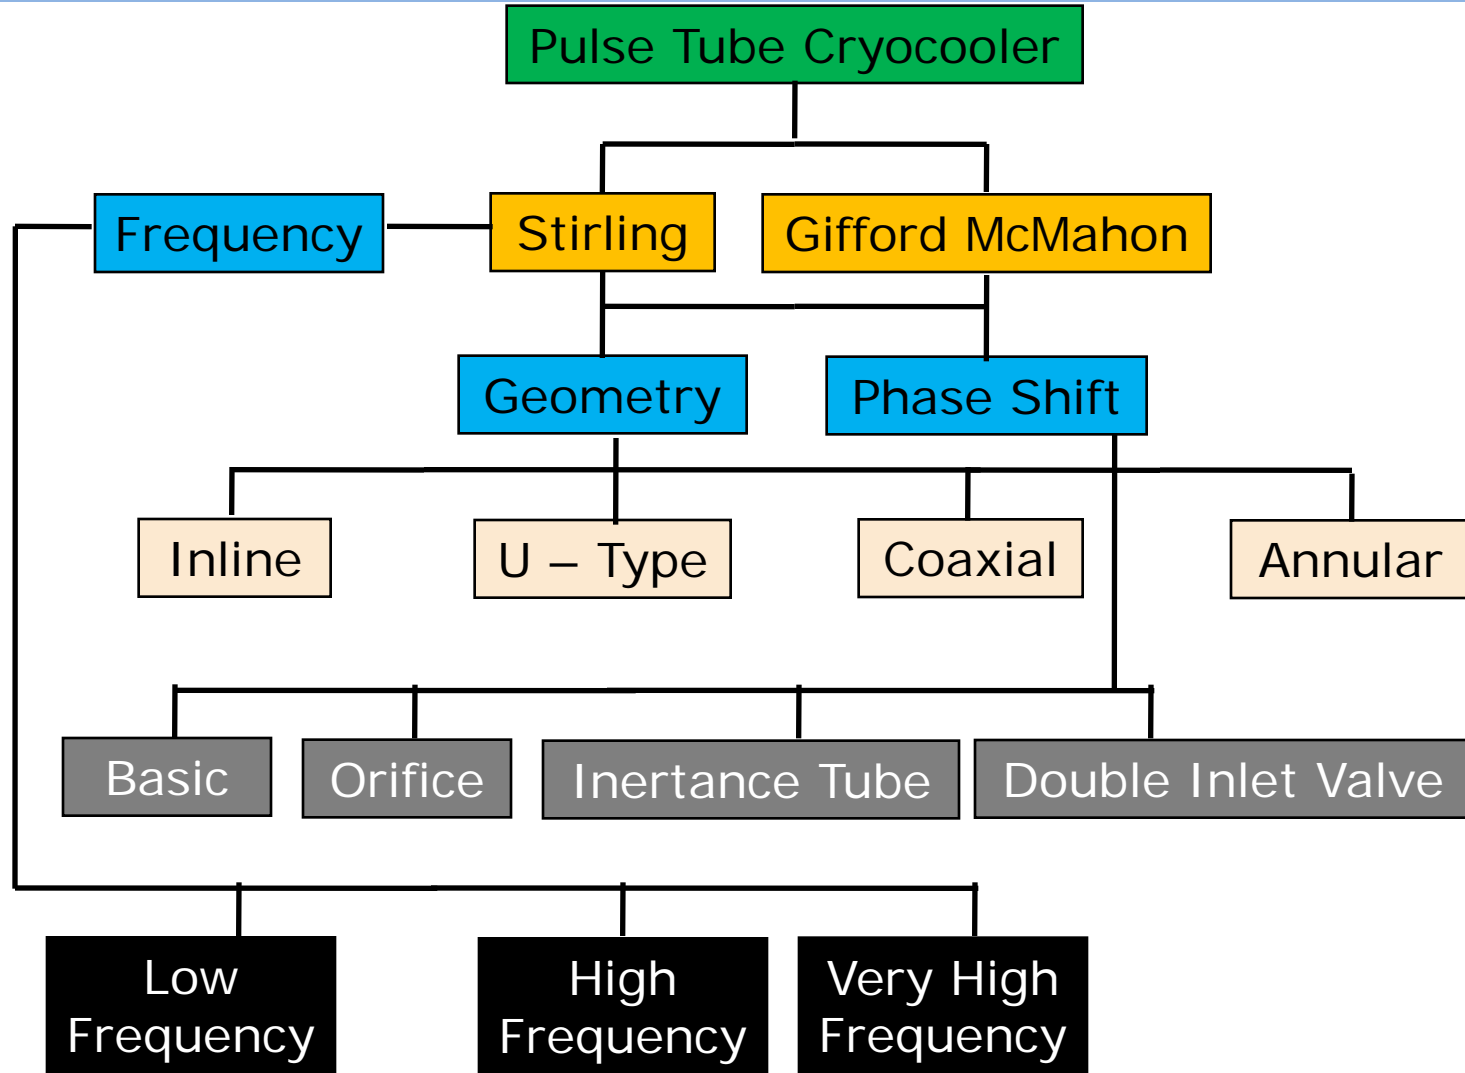 Pulse Tube Cryocooler
Frequency
Stirling
Gifford McMahon
Geometry
Phase Shift
Inline
U – Type
Coaxial
Annular
Basic
Orifice
Inertance Tube
Double Inlet Valve
Low
Frequency
High
Frequency
Very High
Frequency